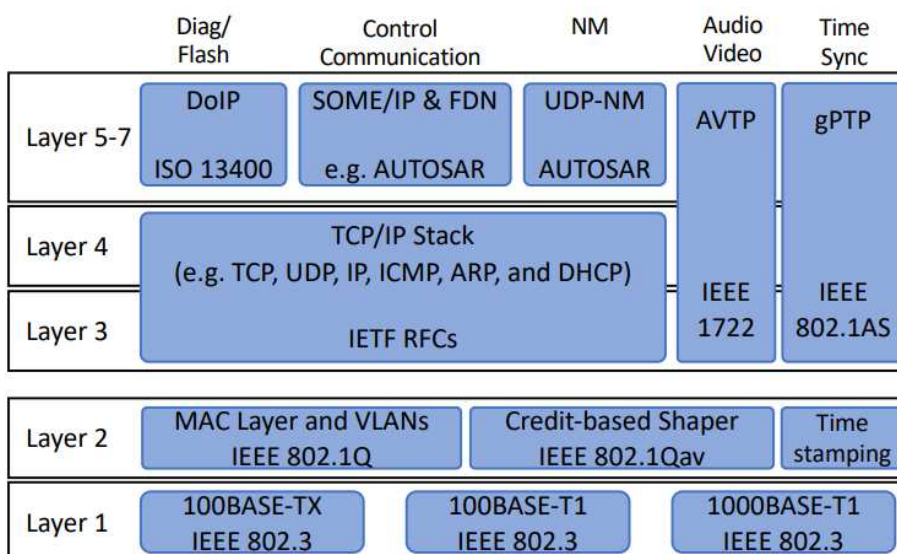 Diag/
Flash
Control
Communication
NM
Audio
Video
Time
Sync
Layer 5-7
DoIP
ISO 13400
SOME/IP & FDN
e.g. AUTOSAR
UDP-NM
AUTOSAR
AVTP
IEEE
1722
gPTP
IEEE
802.1AS
Layer 4
Layer 3
TCP/IP Stack
(e.g. TCP, UDP, IP, ICMP, ARP, and DHCP)
IETF RFCs
Layer 2
MAC Layer and VLANs
IEEE 802.1Q
Credit-based Shaper
IEEE 802.1Qav
Time
stamping
Layer 1
100BASE-TX
IEEE 802.3
100BASE-T1
IEEE 802.3
1000BASE-T1
IEEE 802.3